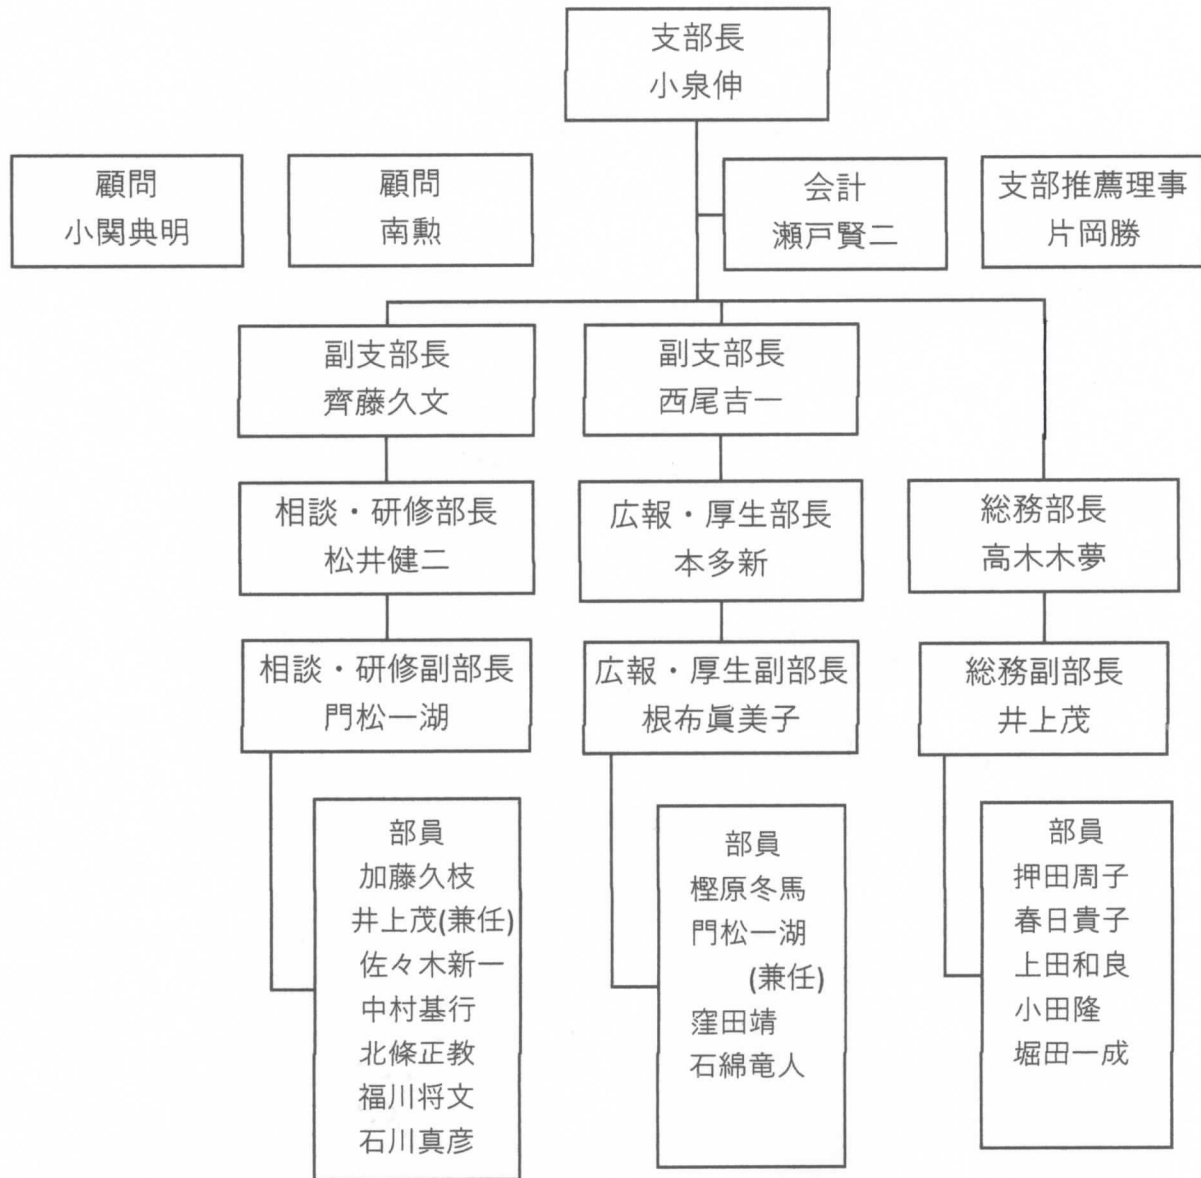 支部長
小泉伸
顧問
小関典明
顧問
南勲
会計
瀬戸賢二
支部推薦理事
片岡勝
副支部長
齊藤久文
副支部長
西尾吉一
相談・研修部長
松井健二
広報・厚生部長
本多新
総務部長
高木木夢
相談・研修副部長
門松一湖
広報・厚生副部長
根布眞美子
総務副部長
井上茂
部員
加藤久枝
井上茂(兼任)
佐々木新一
中村基行
北條正教
福川将文
石川真彦
部員
樫原冬馬
門松一湖
(兼任)
窪田靖
石綿竜人
部員
押田周子
春日貴子
上田和良
小田隆
堀田一成